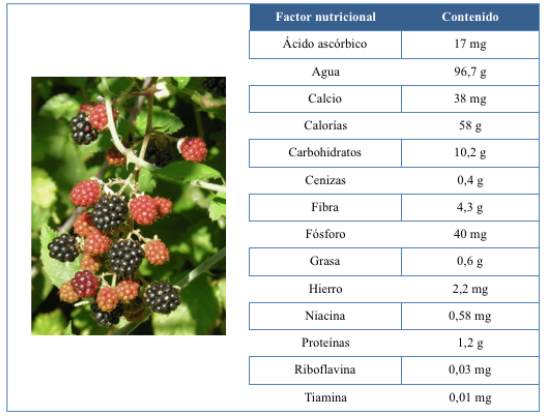 Factor nutricional Contenido
Ácido ascórbico 17 mg
Agua 96,7 g
Calcio 38 mg
Calorías 58 g
Carbohidratos 10,2 g
Cenizas 0,4 g
Fibra 4,3 g
Fósforo 40 mg
Grasa 0,6 g
Hierro 2,2 mg
Niacina 0,58 mg
Proteínas 1,2 g
Riboflavina 0,03 mg
Tiamina 0,01 mg